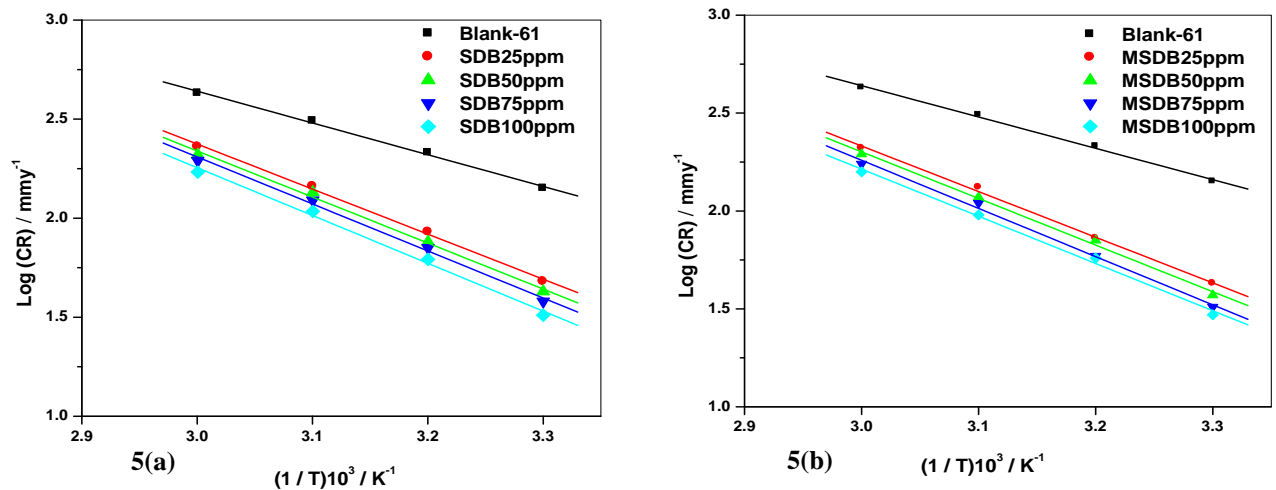 3.0
2.5
2.0
1.5
1.0
Log (CR) / mmy⁻¹
Blank-61
SDB25ppm
SDB50ppm
SDB75ppm
SDB100ppm
2.9 3.0 3.1 3.2 3.3
5(a)
(1 / T)10³ / K⁻¹
3.0
2.5
2.0
1.5
1.0
Log (CR) / mmy⁻¹
Blank-61
MSDB25ppm
MSDB50ppm
MSDB75ppm
MSDB100ppm
2.9 3.0 3.1 3.2 3.3
5(b)
(1 / T)10³ / K⁻¹